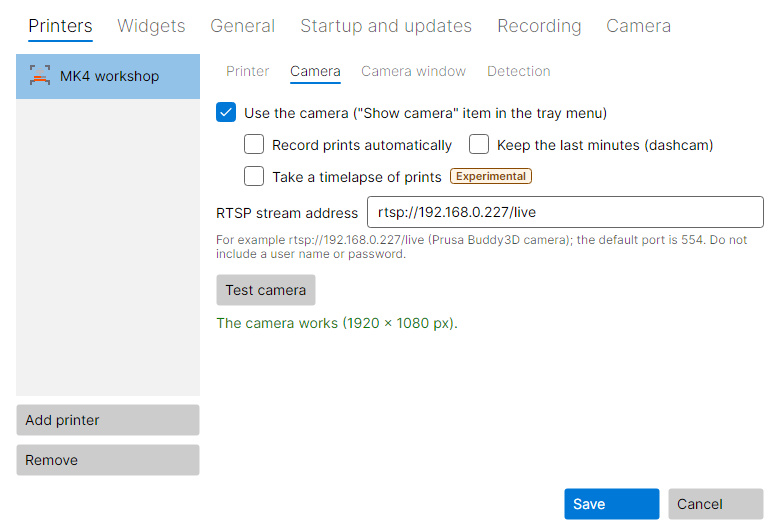 Printers Widgets General Startup and updates Recording Camera
MK4 workshop
Printer Camera Camera window Detection
Use the camera ("Show camera" item in the tray menu)
Record prints automatically Keep the last minutes (dashcam)
Take a timelapse of prints Experimental
RTSP stream address rtsp://192.168.0.227/live
For example rtsp://192.168.0.227/live (Prusa Buddy3D camera); the default port is 554. Do not
include a user name or password.
Test camera
The camera works (1920 × 1080 px).
Add printer
Remove
Save Cancel